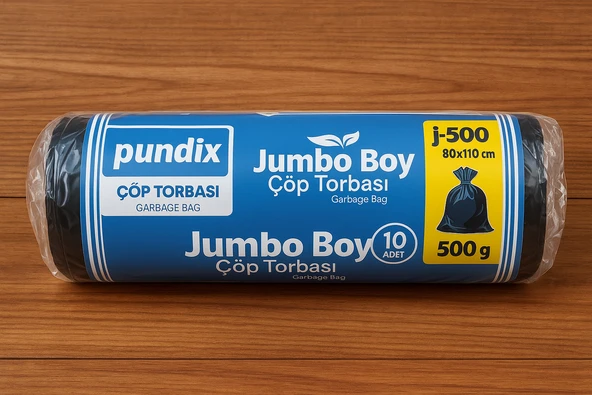 pundix
ÇÖP TORBASI
GARBAGE BAG
Jumbo Boy
Çöp Torbası
Garbage Bag
Jumbo Boy
Çöp Torbası
Garbage Bag
10
ADET
j-500
80x110 cm
500 g